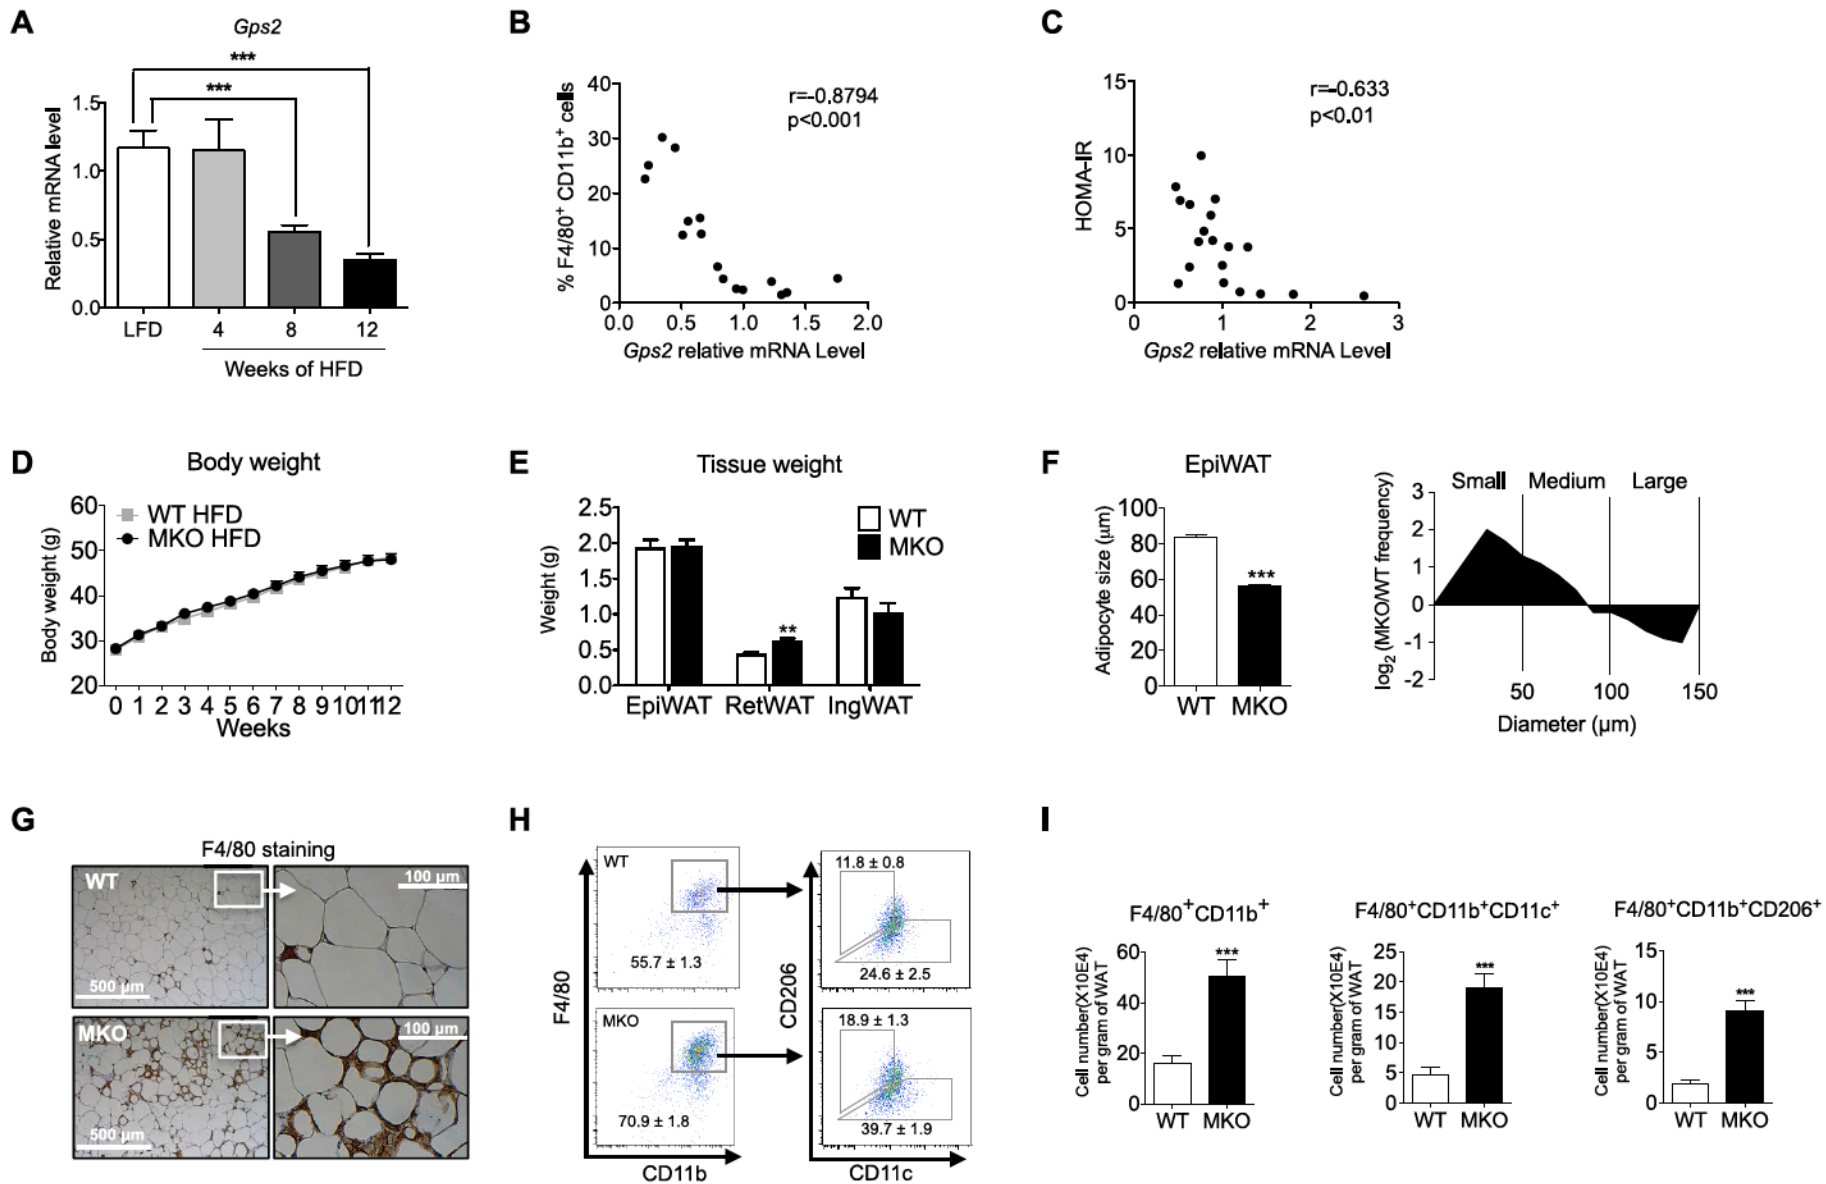 A
Gps2
***
***
Relative mRNA level
1.5
1.0
0.5
0.0
LFD 4 8 12
Weeks of HFD
B
% F4/80+ CD11b+ cells
r=-0.8794
p<0.001
40
30
20
10
0
0.0 0.5 1.0 1.5 2.0
Gps2 relative mRNA Level
C
HOMA-IR
r=-0.633
p<0.01
15
10
5
0
0 1 2 3
Gps2 relative mRNA Level
D
Body weight
Body weight (g)
60
50
40
30
20
WT HFD
MKO HFD
0 1 2 3 4 5 6 7 8 9 10 11 12
Weeks
E
Tissue weight
Weight (g)
2.5
2.0
1.5
1.0
0.5
0.0
WT
MKO
**
EpiWAT RetWAT IngWAT
F
EpiWAT
Adipocyte size (µm)
100
80
60
40
20
0
***
WT MKO
log2 (MKO/WT frequency)
Small Medium Large
3
2
1
0
-1
-2
50 100 150
Diameter (µm)
G
F4/80 staining
WT
500 µm
100 µm
MKO
500 µm
100 µm
H
F4/80
WT
55.7 ± 1.3
MKO
70.9 ± 1.8
CD11b
CD206
11.8 ± 0.8
24.6 ± 2.5
18.9 ± 1.3
39.7 ± 1.9
CD11c
I
F4/80+CD11b+
Cell number(X10E4)
per gram of WAT
60
40
20
0
***
WT MKO
F4/80+CD11b+CD11c+
Cell number(X10E4)
per gram of WAT
25
20
15
10
5
0
***
WT MKO
F4/80+CD11b+CD206+
Cell number(X10E4)
per gram of WAT
15
10
5
0
***
WT MKO